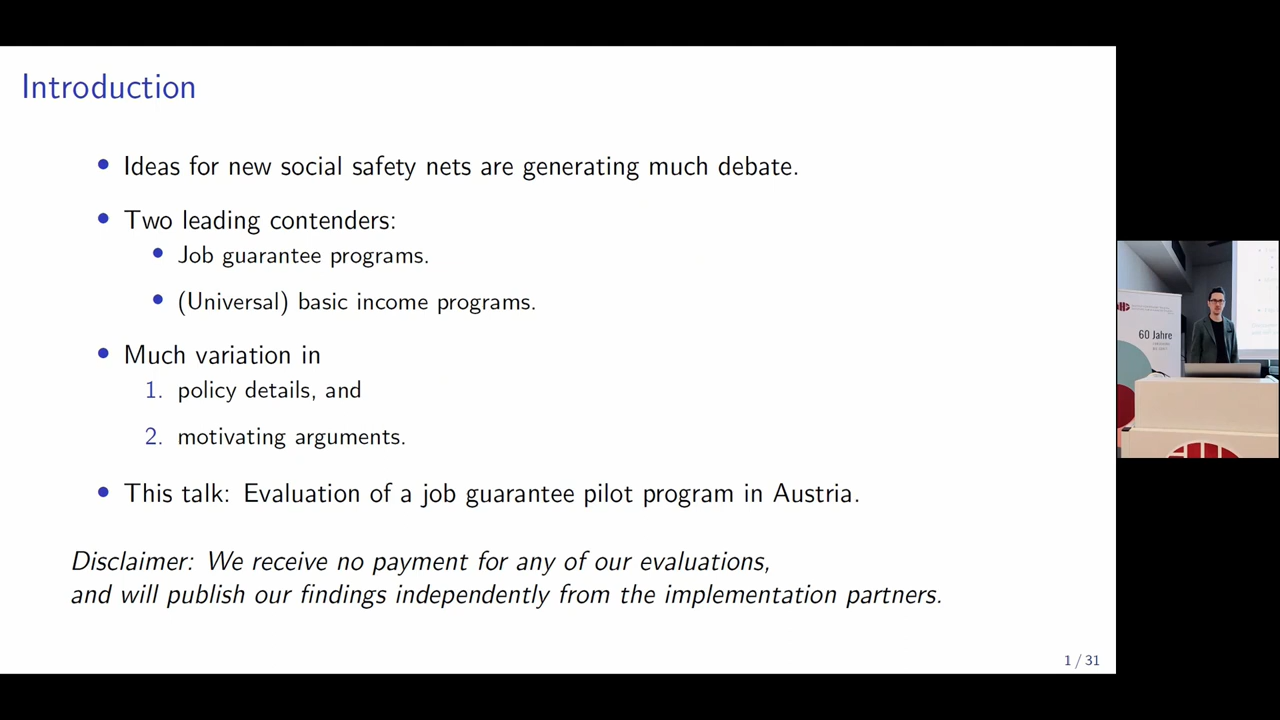 Introduction
• Ideas for new social safety nets are generating much debate.
• Two leading contenders:
• Job guarantee programs.
• (Universal) basic income programs.
• Much variation in
1. policy details, and
2. motivating arguments.
• This talk: Evaluation of a job guarantee pilot program in Austria.
Disclaimer: We receive no payment for any of our evaluations,
and will publish our findings independently from the implementation partners.
1 / 31
60 Jahre